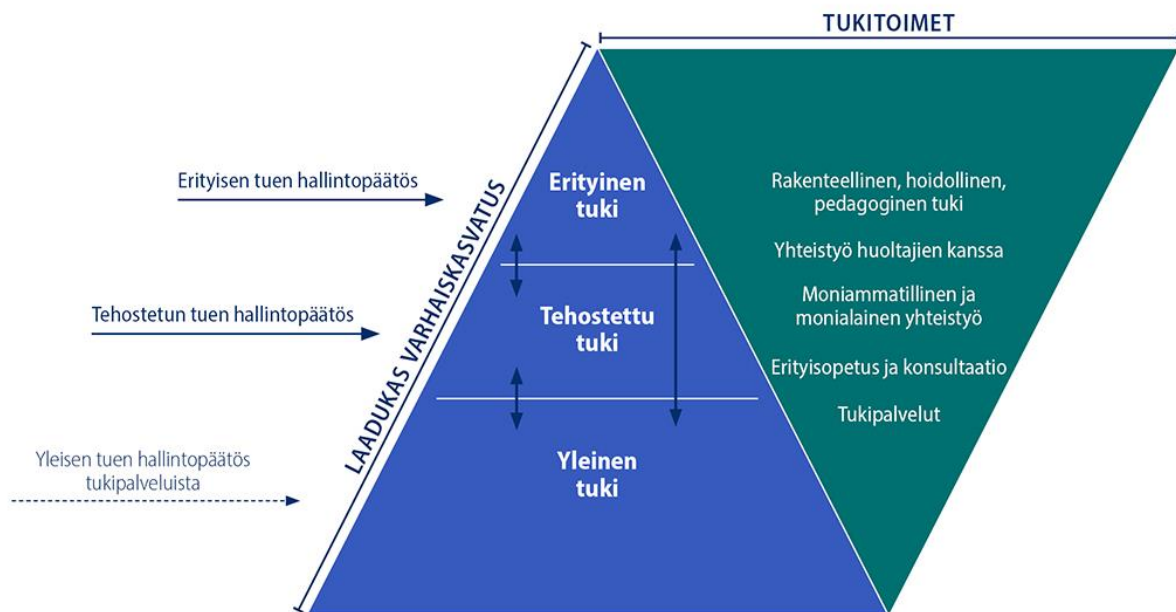 TUKITOIMET
LAADUKAS VARHAISKASVATUS
Erityisen tuen hallintopäätös
Tehostetun tuen hallintopäätös
Yleisen tuen hallintopäätös
tukipalveluista
Erityinen
tuki
Tehostettu
tuki
Yleinen
tuki
Rakenteellinen, hoidollinen,
pedagoginen tuki
Yhteistyö huoltajien kanssa
Moniammatillinen ja
monialainen yhteistyö
Erityisopetus ja konsultaatio
Tukipalvelut